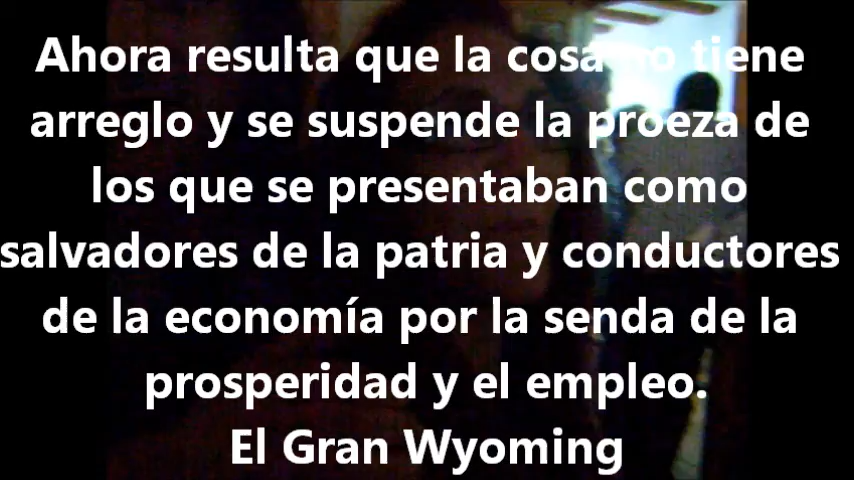 Ahora resulta que la cosa no tiene
arreglo y se suspende la proeza de
los que se presentaban como
salvadores de la patria y conductores
de la economía por la senda de la
prosperidad y el empleo.
El Gran Wyoming